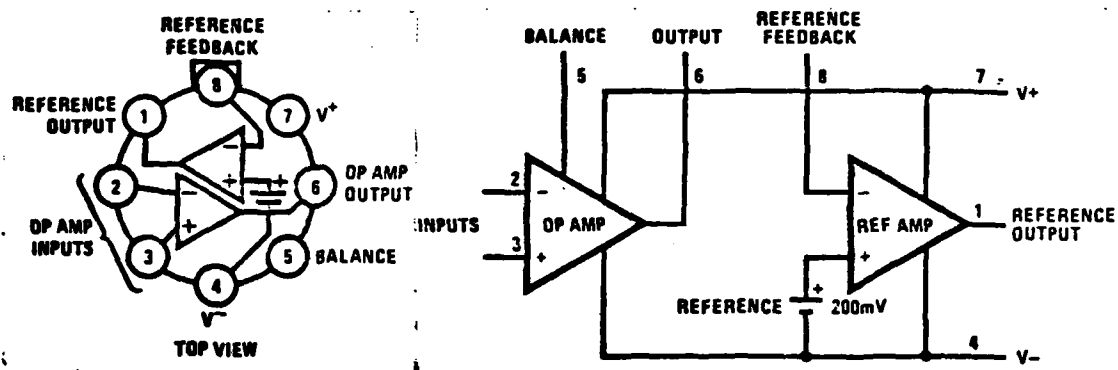 REFERENCE
FEEDBACK
8
REFERENCE
OUTPUT
1
7
V+
2
6
OP AMP
OUTPUT
OP AMP
INPUTS
3
5
BALANCE
4
V−
TOP VIEW
−
+
+
−
+
BALANCE
5
OUTPUT
6
REFERENCE
FEEDBACK
8
7
V+
2
−
INPUTS
OP AMP
3
+
−
REF AMP
+
1
REFERENCE
OUTPUT
REFERENCE
+
200mV
4
V−